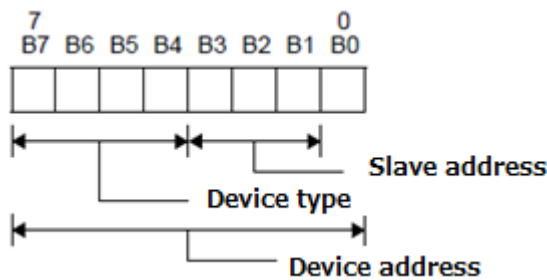 7 0
B7 B6 B5 B4 B3 B2 B1 B0
Slave address
Device type
Device address